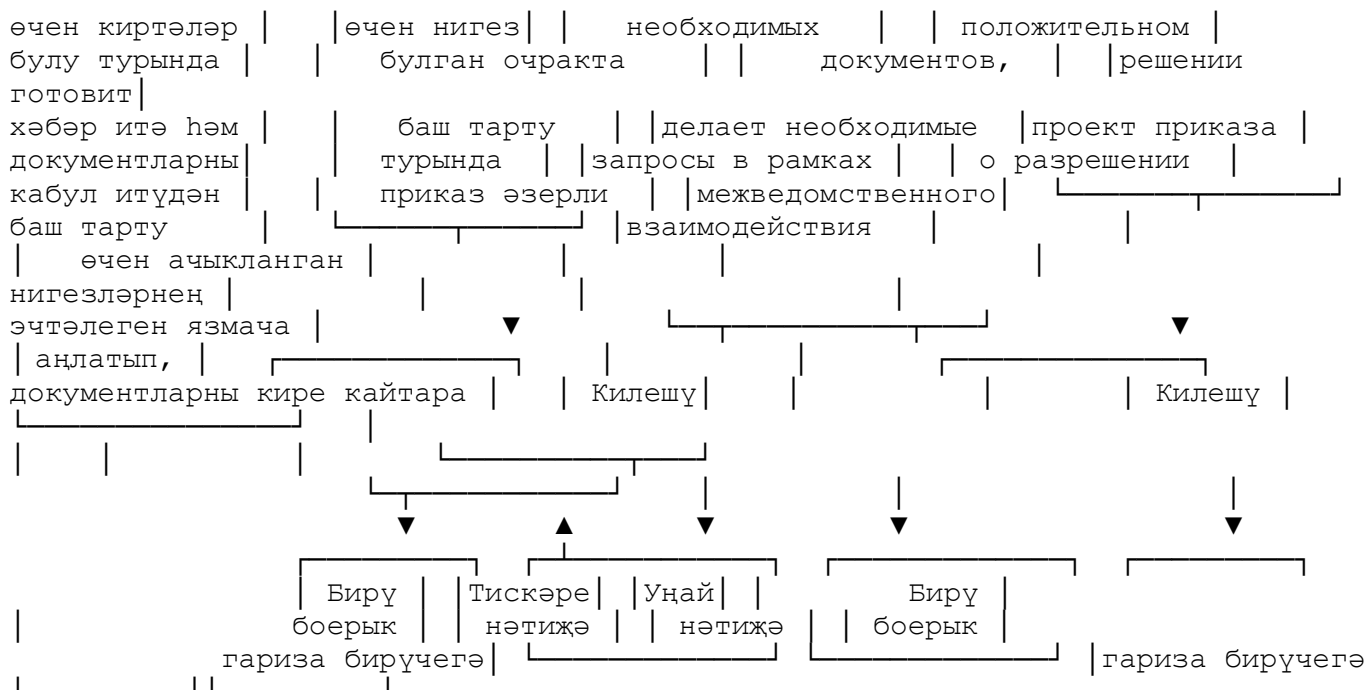 өчен киртәләр │ │өчен нигез│ │ необходимых │ │ положительном │
булу турында │ │ булган очракта │ │ документов, │ │решении
готовит│
хәбәр итә һәм │ │ баш тарту │ │делает необходимые │проект приказа │
документларны│ │ турында │ │запросы в рамках │ │ о разрешении │
кабул итүдән │ │ приказ әзерли │ │межведомственного│
баш тарту │ │взаимодействия │ │
│ өчен ачыкланган │ │ │ │
нигезләрнең │ │ │ │
эчтәлеген язмача │ ▼ ▼
│ аңлатып, │ │ │
документларны кире кайтара │ │ Килешү│ │ │ │ Килешү │
│ Бирү │ │Тискәре│ │Уңай│ │ Бирү │
│ боерык │ │ нәтиҗә │ │ нәтиҗә │ │ боерык │
гариза бирүчегә│ │гариза бирүчегә